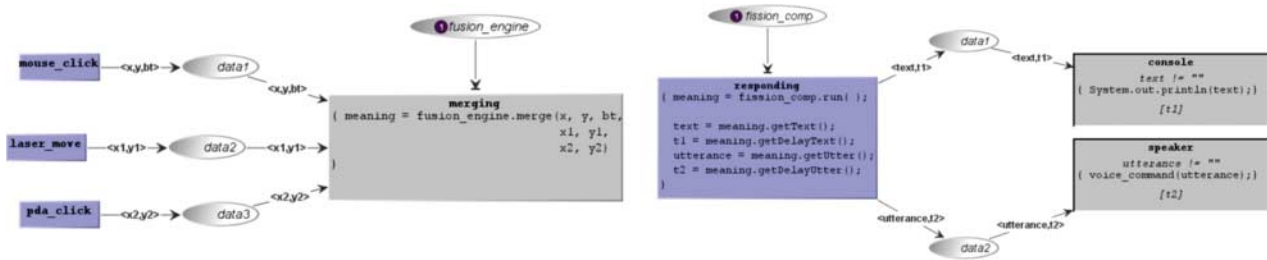 1 fusion_engine
mouse_click
<x,y,bt>
data1
<x,y,bt>
merging
{ meaning = fusion_engine.merge(x, y, bt,
x1, y1,
x2, y2)
}
laser_move
<x1,y1>
data2
<x1,y1>
pda_click
<x2,y2>
data3
<x2,y2>
1 fission_comp
responding
{ meaning = fission_comp.run( );
text = meaning.getText();
t1 = meaning.getDelayText();
utterance = meaning.getUtter();
t2 = meaning.getDelayUtter();
}
<text,t1>
data1
<text,t1>
console
text != ""
{ System.out.println(text);}
[t1]
<utterance,t2>
data2
<utterance,t2>
speaker
utterance != ""
{ voice_command(utterance);}
[t2]